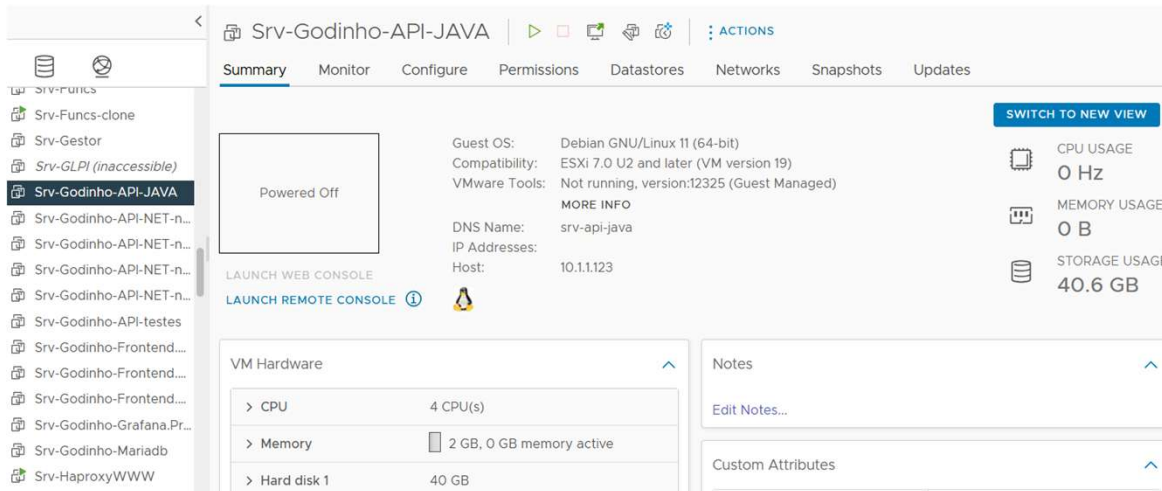 Srv-Funcs
Srv-Funcs-clone
Srv-Gestor
Srv-GLPI (inaccessible)
Srv-Godinho-API-JAVA
Srv-Godinho-API-NET-n...
Srv-Godinho-API-NET-n...
Srv-Godinho-API-NET-n...
Srv-Godinho-API-NET-n...
Srv-Godinho-API-testes
Srv-Godinho-Frontend....
Srv-Godinho-Frontend....
Srv-Godinho-Frontend....
Srv-Godinho-Grafana.Pr...
Srv-Godinho-Mariadb
Srv-HaproxyWWW
Srv-Godinho-API-JAVA ACTIONS
Summary Monitor Configure Permissions Datastores Networks Snapshots Updates
SWITCH TO NEW VIEW
Powered Off
LAUNCH WEB CONSOLE
LAUNCH REMOTE CONSOLE
Guest OS: Debian GNU/Linux 11 (64-bit)
Compatibility: ESXi 7.0 U2 and later (VM version 19)
VMware Tools: Not running, version:12325 (Guest Managed)
MORE INFO
DNS Name: srv-api-java
IP Addresses:
Host: 10.1.1.123
CPU USAGE
0 Hz
MEMORY USAGE
0 B
STORAGE USAGE
40.6 GB
VM Hardware
CPU 4 CPU(s)
Memory 2 GB, 0 GB memory active
Hard disk 1 40 GB
Notes
Edit Notes...
Custom Attributes